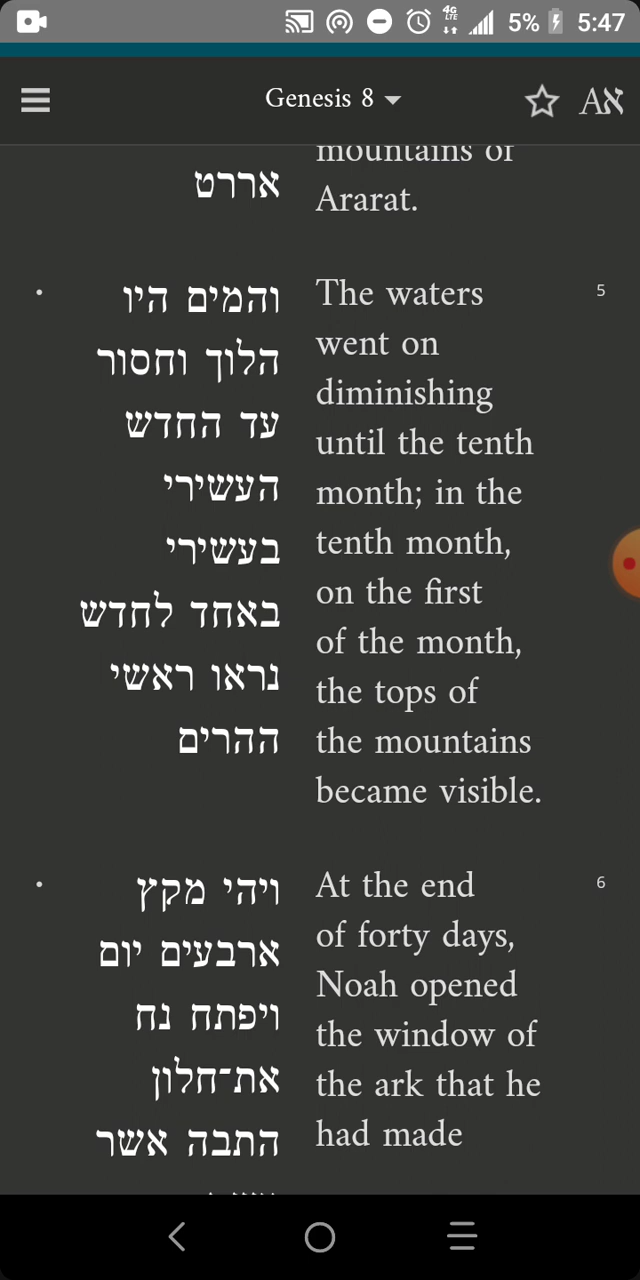 4G
LTE
5%
5:47
Genesis 8
Aא
אררט
mountains of
Ararat.
והמים היו
הלוך וחסור
עד החדש
העשירי
בעשירי
באחד לחדש
נראו ראשי
ההרים
The waters
went on
diminishing
until the tenth
month; in the
tenth month,
on the first
of the month,
the tops of
the mountains
became visible.
5
ויהי מקץ
ארבעים יום
ויפתח נח
את־חלון
התבה אשר
At the end
of forty days,
Noah opened
the window of
the ark that he
had made
6